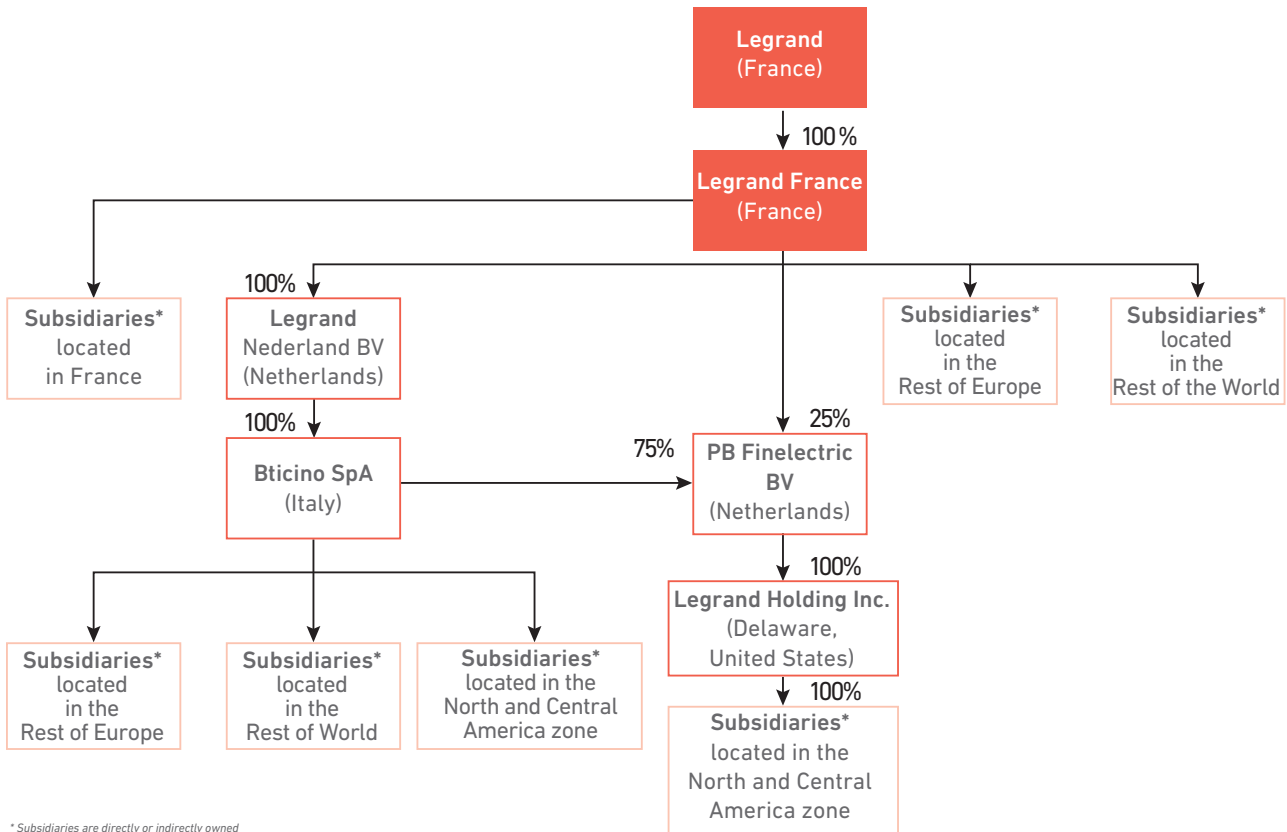 Legrand
(France)
100 %
Legrand France
(France)
100%
Subsidiaries*
located
in France
Legrand
Nederland BV
(Netherlands)
Subsidiaries*
located
in the
Rest of Europe
Subsidiaries*
located
in the
Rest of the World
100%
Bticino SpA
(Italy)
75%
25%
PB Finelectric
BV
(Netherlands)
100%
Legrand Holding Inc.
(Delaware,
United States)
Subsidiaries*
located
in the
Rest of Europe
Subsidiaries*
located
in the
Rest of World
Subsidiaries*
located in the
North and Central
America zone
100%
Subsidiaries*
located in the
North and Central
America zone
* Subsidiaries are directly or indirectly owned